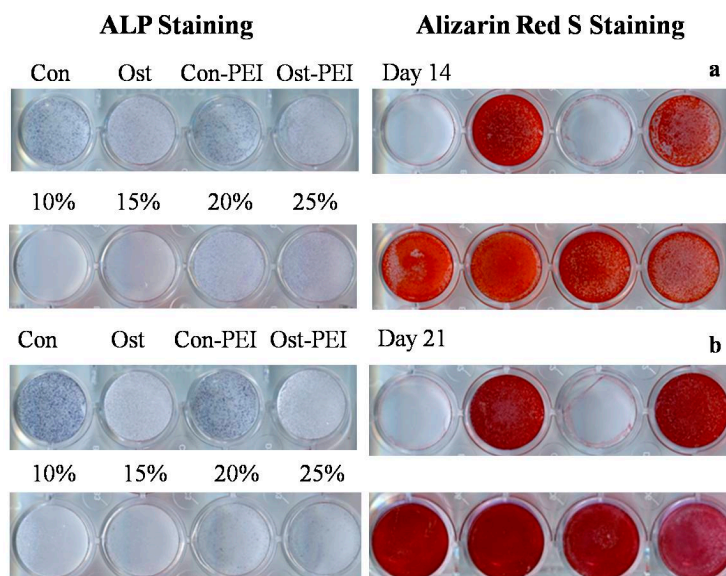 ALP Staining Alizarin Red S Staining
Con Ost Con-PEI Ost-PEI Day 14 a
10% 15% 20% 25%
Con Ost Con-PEI Ost-PEI Day 21 b
10% 15% 20% 25%